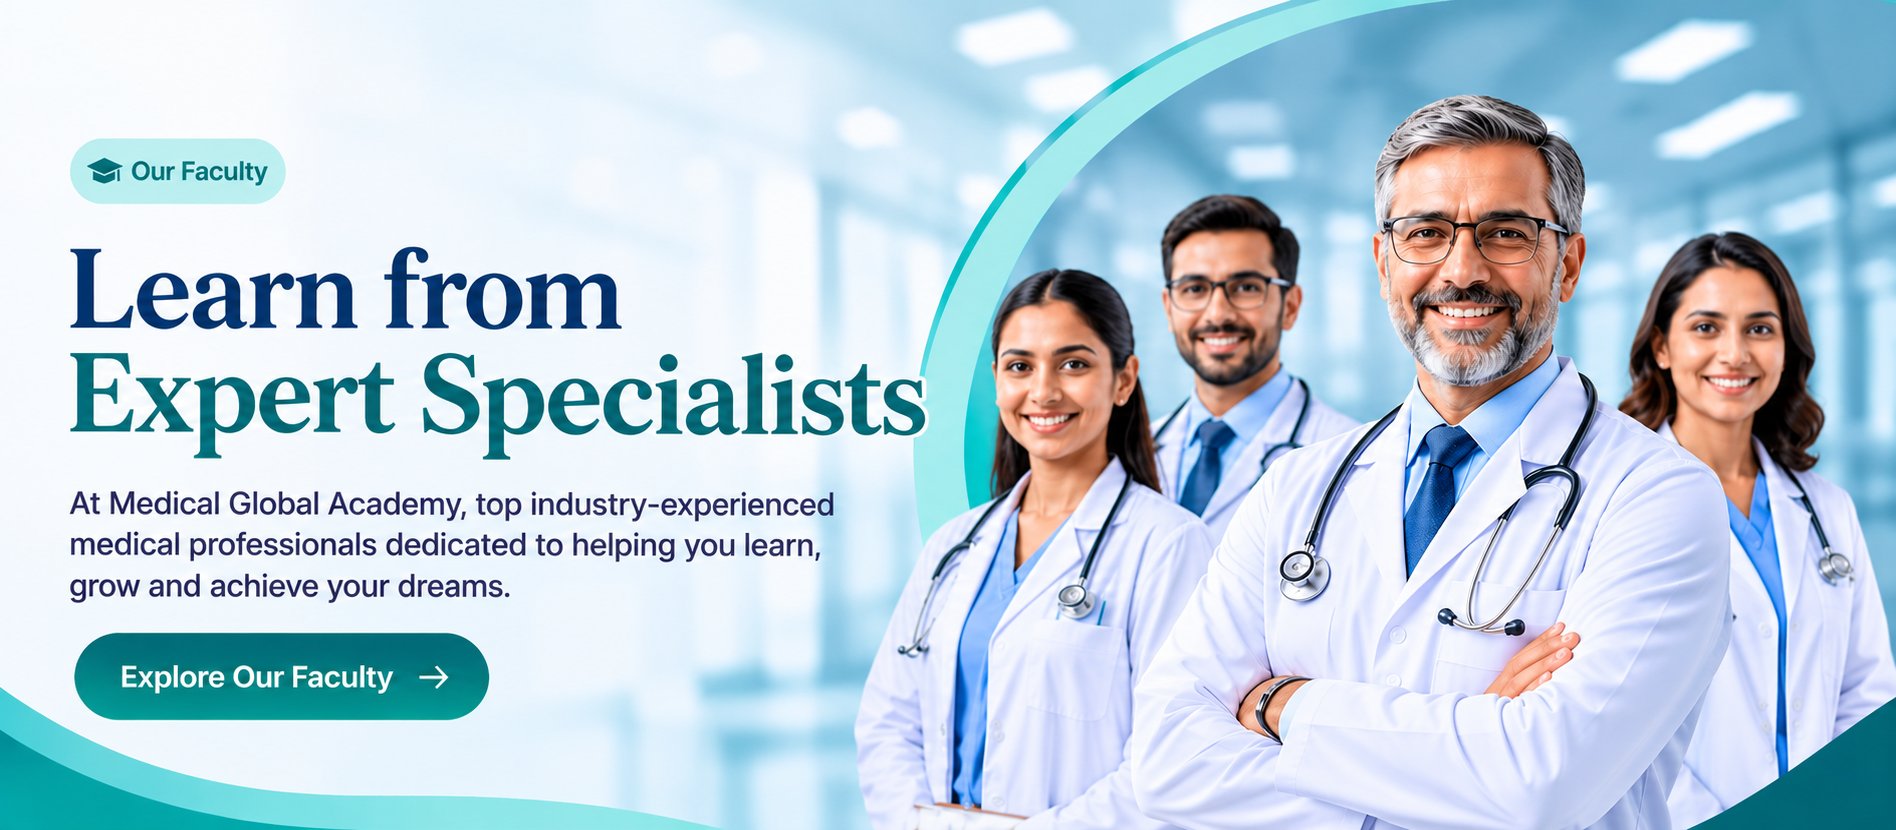 Our Faculty
Learn from
Expert Specialists
At Medical Global Academy, top industry-experienced
medical professionals dedicated to helping you learn,
grow and achieve your dreams.
Explore Our Faculty →